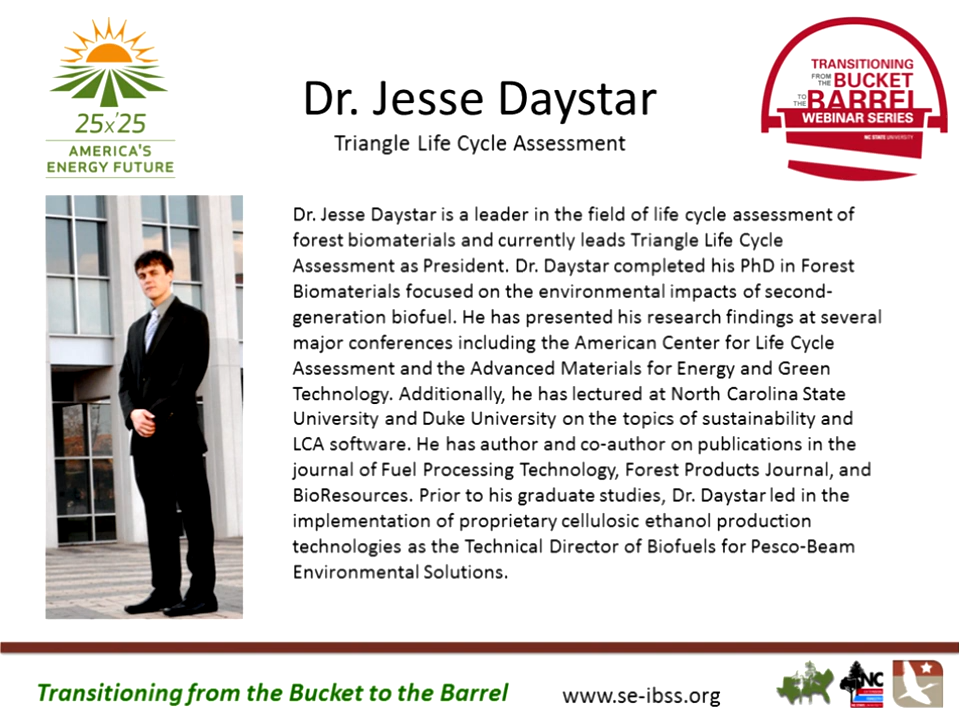 25x'25
AMERICA'S
ENERGY FUTURE
Dr. Jesse Daystar
Triangle Life Cycle Assessment
TRANSITIONING
FROM THE BUCKET
TO THE BARREL
WEBINAR SERIES
NC STATE UNIVERSITY
Dr. Jesse Daystar is a leader in the field of life cycle assessment of
forest biomaterials and currently leads Triangle Life Cycle
Assessment as President. Dr. Daystar completed his PhD in Forest
Biomaterials focused on the environmental impacts of second-
generation biofuel. He has presented his research findings at several
major conferences including the American Center for Life Cycle
Assessment and the Advanced Materials for Energy and Green
Technology. Additionally, he has lectured at North Carolina State
University and Duke University on the topics of sustainability and
LCA software. He has author and co-author on publications in the
journal of Fuel Processing Technology, Forest Products Journal, and
BioResources. Prior to his graduate studies, Dr. Daystar led in the
implementation of proprietary cellulosic ethanol production
technologies as the Technical Director of Biofuels for Pesco-Beam
Environmental Solutions.
Transitioning from the Bucket to the Barrel
www.se-ibss.org
NC